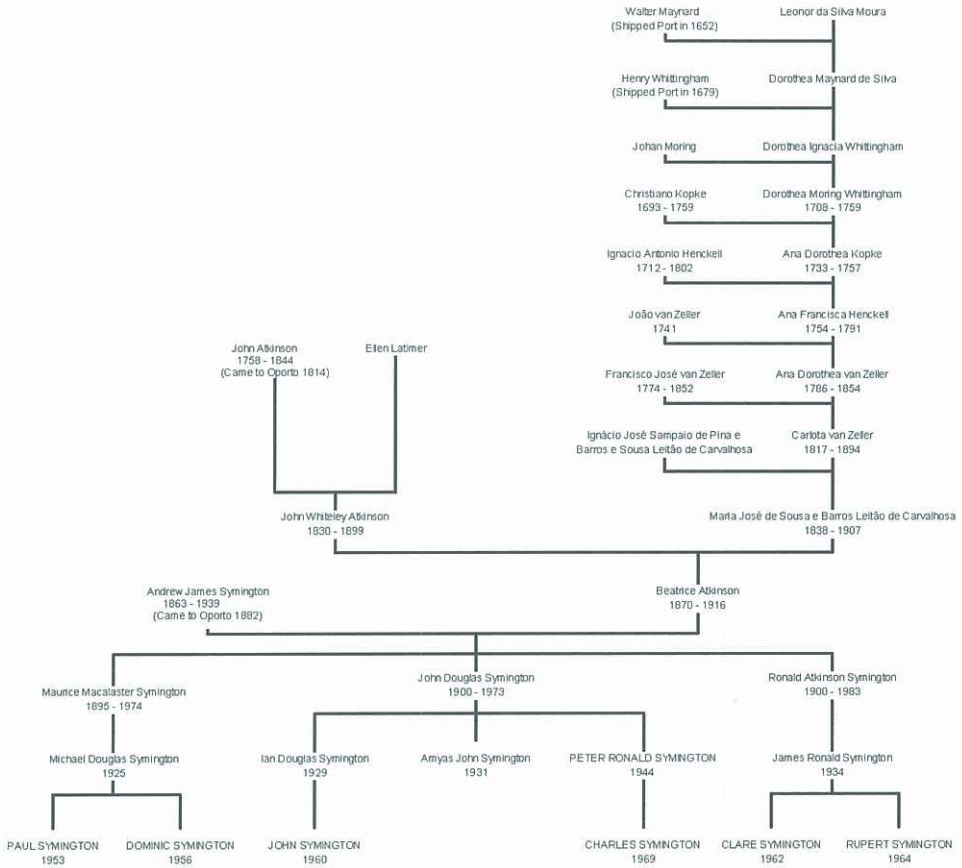 Walter Maynard
(Shipped Port in 1652)
Leonor da Silva Moura
Henry Whittingham
(Shipped Port in 1679)
Dorothea Maynard de Silva
Johan Moring
Dorothea Ignacia Whittingham
Christiano Kopke
1693 - 1759
Dorothea Moring Whittingham
1708 - 1759
Ignacio Antonio Henckell
1712 - 1802
Ana Dorothea Kopke
1733 - 1757
João van Zeller
1741
Ana Francisca Henckell
1754 - 1791
John Atkinson
1758 - 1844
(Came to Oporto 1814)
Ellen Latimer
Francisco José van Zeller
1774 - 1852
Ana Dorothea van Zeller
1786 - 1854
Ignàcio José Sampaio de Pina e
Barros e Sousa Leitão de Carvalhosa
Carlota van Zeller
1817 - 1894
John Whiteley Atkinson
1830 - 1899
Maria José de Sousa e Barros Leitão de Carvalhosa
1838 - 1907
Andrew James Symington
1863 - 1939
(Came to Oporto 1882)
Beatrice Atkinson
1870 - 1916
Maurice Macalaster Symington
1895 - 1974
John Douglas Symington
1900 - 1973
Ronald Atkinson Symington
1900 - 1983
Michael Douglas Symington
1925
Ian Douglas Symington
1929
Amyas John Symington
1931
PETER RONALD SYMINGTON
1944
James Ronald Symington
1934
PAUL SYMINGTON
1953
DOMINIC SYMINGTON
1956
JOHN SYMINGTON
1960
CHARLES SYMINGTON
1969
CLARE SYMINGTON
1962
RUPERT SYMINGTON
1964